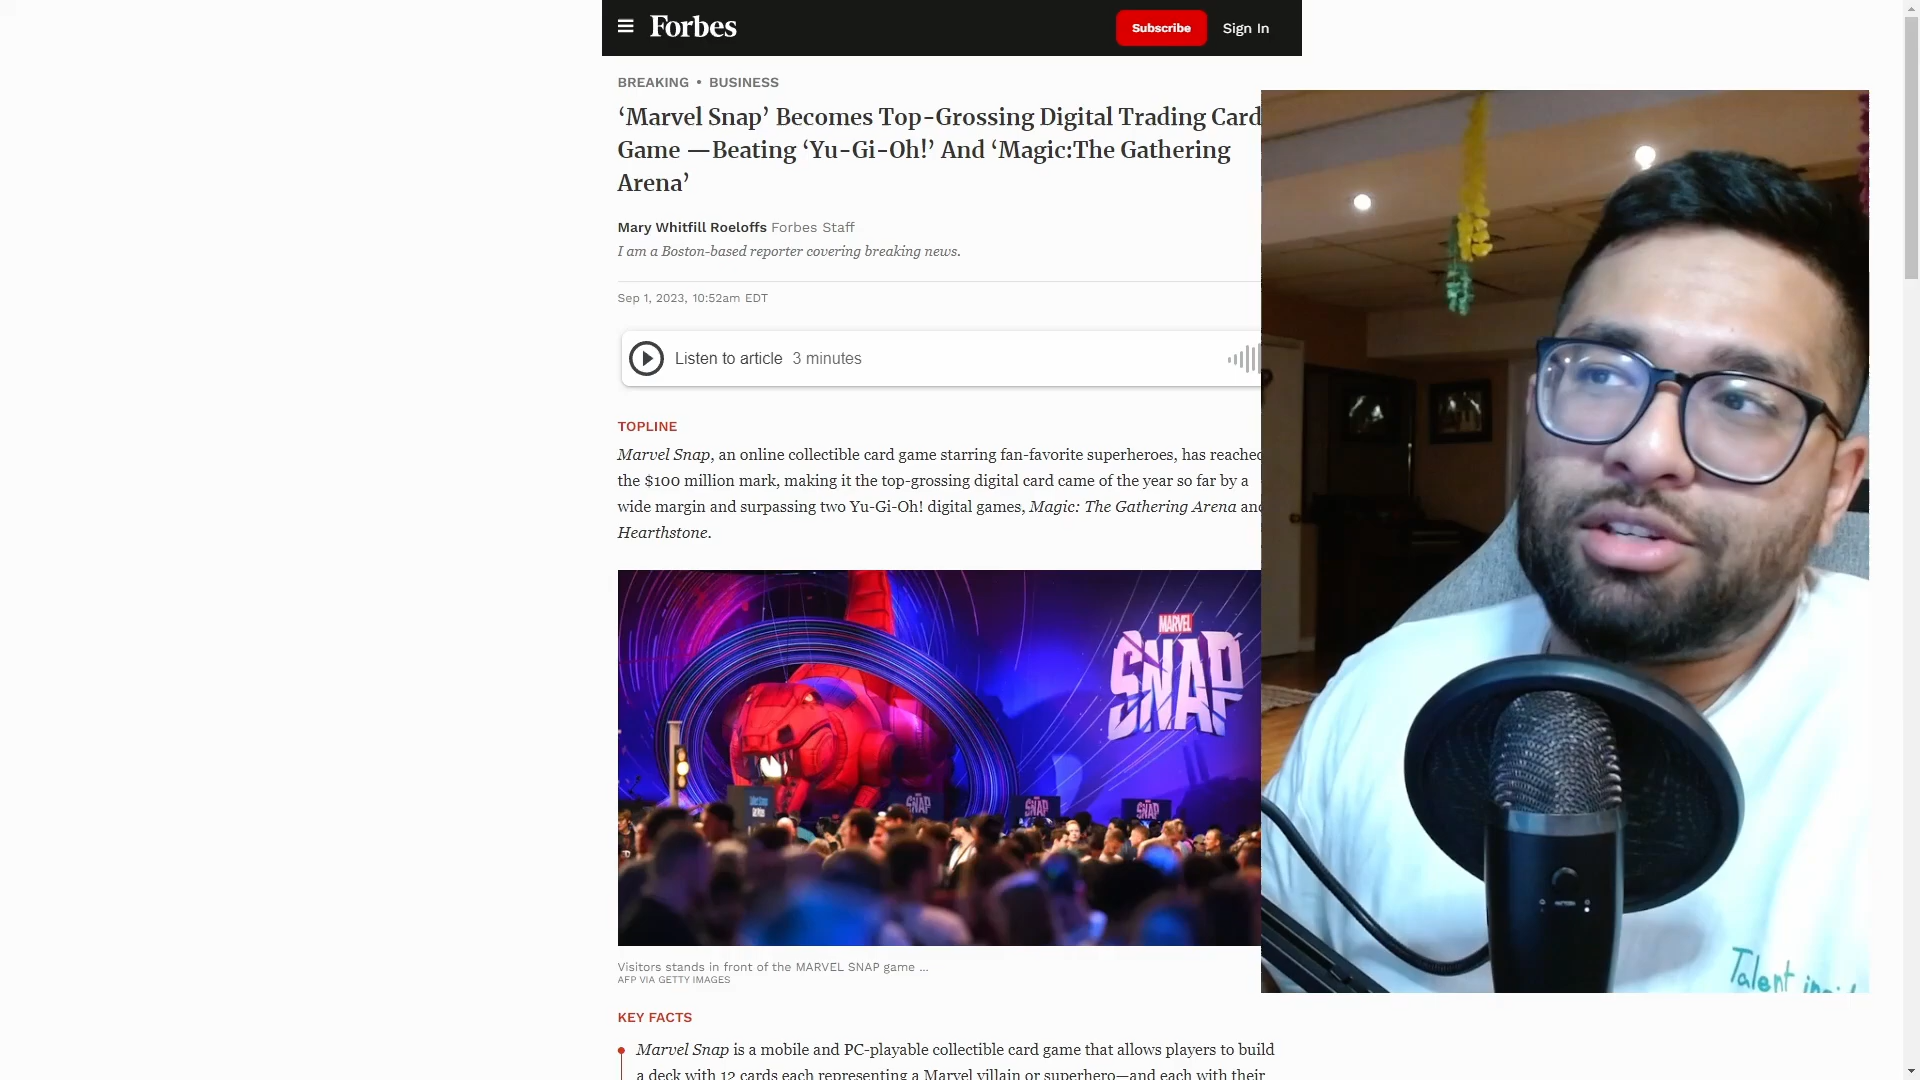 Forbes
Subscribe
Sign In
BREAKING • BUSINESS
‘Marvel Snap’ Becomes Top-Grossing Digital Trading Card
Game —Beating ‘Yu-Gi-Oh!’ And ‘Magic:The Gathering
Arena’
Mary Whitfill Roeloffs Forbes Staff
I am a Boston-based reporter covering breaking news.
Sep 1, 2023, 10:52am EDT
Listen to article 3 minutes
TOPLINE
Marvel Snap, an online collectible card game starring fan-favorite superheroes, has reached
the $100 million mark, making it the top-grossing digital card came of the year so far by a
wide margin and surpassing two Yu-Gi-Oh! digital games, Magic: The Gathering Arena and
Hearthstone.
MARVEL
SNAP
SNAP
SNAP
SNAP
Visitors stands in front of the MARVEL SNAP game ...
AFP VIA GETTY IMAGES
KEY FACTS
Marvel Snap is a mobile and PC-playable collectible card game that allows players to build
a deck with 12 cards each representing a Marvel villain or superhero—and each with their
Talent